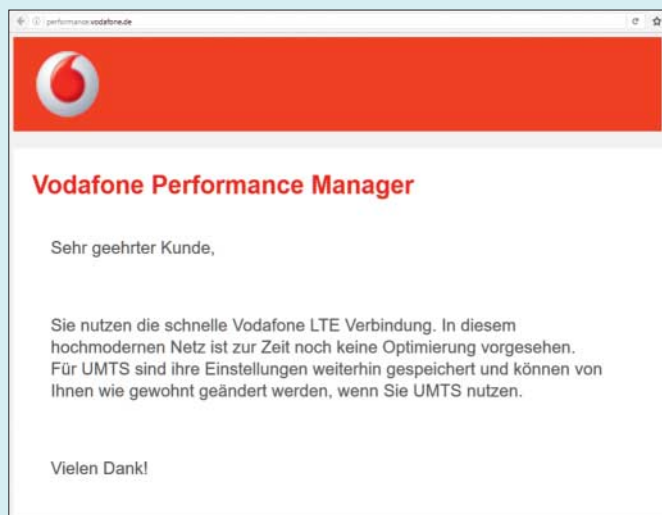 performance.vodafone.de
Vodafone Performance Manager
Sehr geehrter Kunde,
Sie nutzen die schnelle Vodafone LTE Verbindung. In diesem
hochmodernen Netz ist zur Zeit noch keine Optimierung vorgesehen.
Für UMTS sind ihre Einstellungen weiterhin gespeichert und können von
Ihnen wie gewohnt geändert werden, wenn Sie UMTS nutzen.
Vielen Dank!